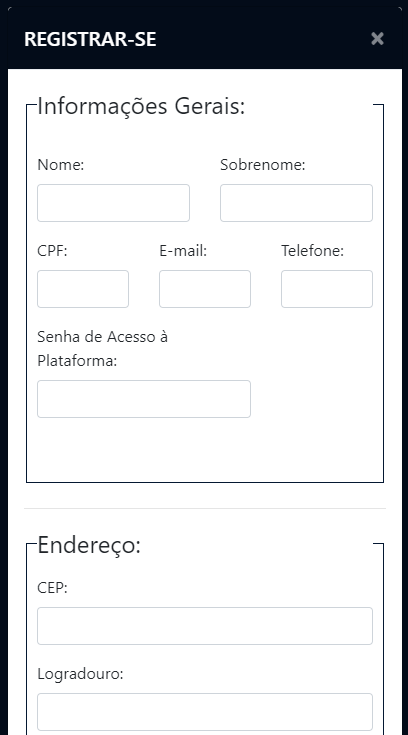 REGISTRAR-SE ×
Informações Gerais:
Nome: Sobrenome:
CPF: E-mail: Telefone:
Senha de Acesso à
Plataforma:
Endereço:
CEP:
Logradouro: